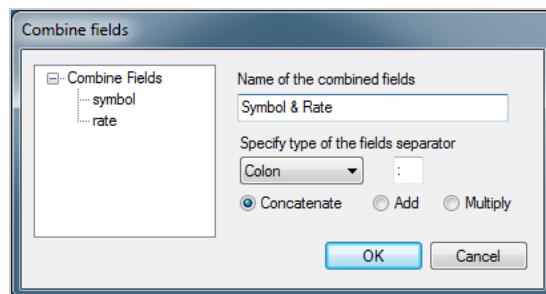 Combine fields
Combine Fields
symbol
rate
Name of the combined fields
Symbol & Rate
Specify type of the fields separator
Colon :
Concatenate Add Multiply
OK Cancel